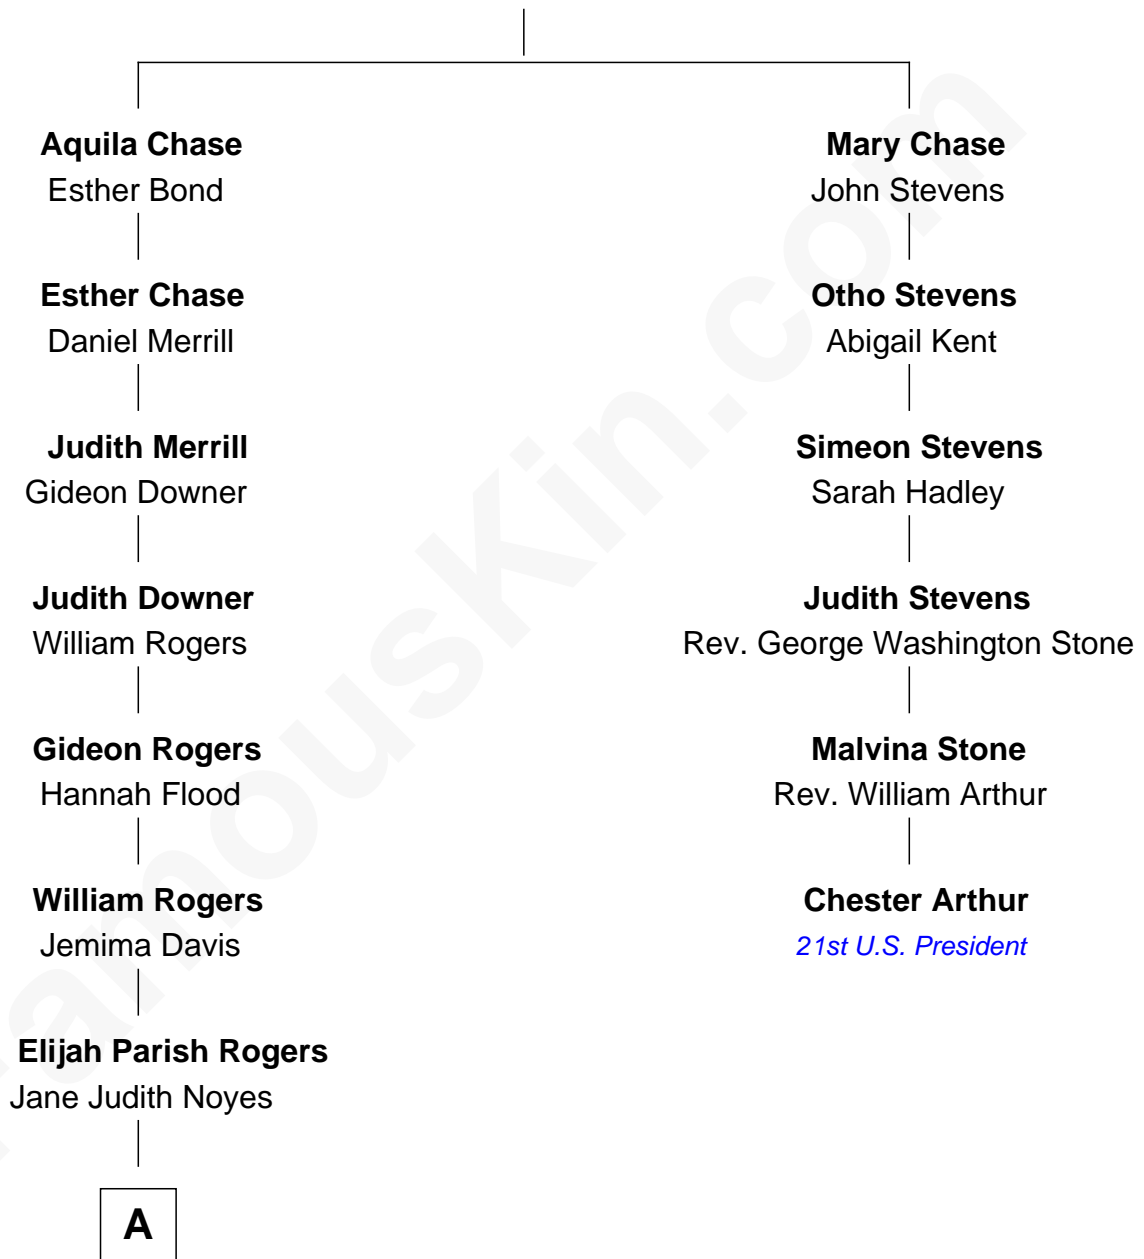 Aquila Chase
Esther Bond
Esther Chase
Daniel Merrill
Judith Merrill
Gideon Downer
Judith Downer
William Rogers
Gideon Rogers
Hannah Flood
William Rogers
Jemima Davis
Elijah Parish Rogers
Jane Judith Noyes
A
Mary Chase
John Stevens
Otho Stevens
Abigail Kent
Simeon Stevens
Sarah Hadley
Judith Stevens
Rev. George Washington Stone
Malvina Stone
Rev. William Arthur
Chester Arthur
21st U.S. President
FamousKin.com